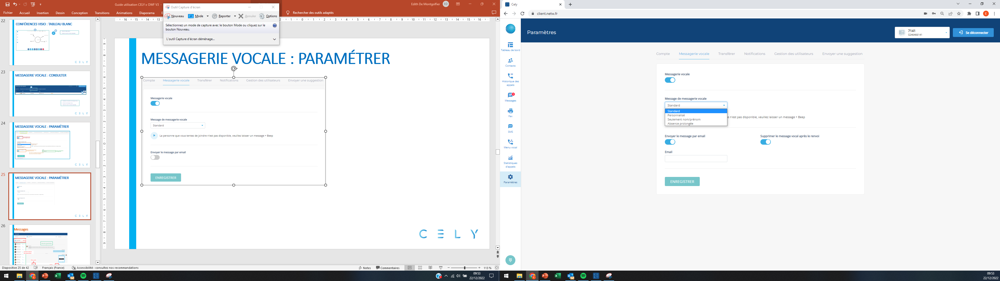 Guide utilisation CELY x OWF V3 -
Edith De Montgolfier
ED
Fichier
Accueil
Insertion
Dessin
Conception
Transitions
Animations
Diaporama
Rechercher des outils adaptés
Outil Capture d'écran
Nouveau
Mode
Reporter
Annuler
Options
Sélectionnez un mode de capture avec le bouton Mode ou cliquez sur le
bouton Nouveau.
L'outil Capture d'écran déménage...
22
CONFÉRENCES VISIO : TABLEAU BLANC
CELY
23
MESSAGERIE VOCALE : CONSULTER
CELY
24
MESSAGERIE VOCALE : PARAMÉTRER
CELY
25
MESSAGERIE VOCALE : PARAMÉTRER
CELY
26
Messages
MESSAGERIE VOCALE : PARAMÉTRER
Compte
Messagerie vocale
Transférer
Notifications
Gestion des utilisateurs
Envoyer une suggestion
Messagerie vocale
Message de messagerie vocale
Standard
La personne que vous tentez de joindre n'est pas disponible, veuillez laisser un message + Beep
Envoyer le message par email
ENREGISTRER
CELY
Diapositive 25 de 42
Français (France)
Accessibilité : consultez nos recommandations
Notes
Commentaires
113 %
09:53
22/12/2022
Cely
client.netw.fr
E
Paramètres
7141
0246466141
Se déconnecter
Tableau de bord
Contacts
Historique des
appels
1
Messages
Fax
SMS
SMS
Menu vocal
Statistiques
d'appels
Paramètres
Compte
Messagerie vocale
Transférer
Notifications
Gestion des utilisateurs
Envoyer une suggestion
Messagerie vocale
Message de messagerie vocale
Standard
Standard
Personnalisé
Seulement nom/prénom
Absence prolongée
e n'est pas disponible, veuillez laisser un message + Beep
Envoyer le message par email
Supprimer le message vocal après le renvoi
Email
ENREGISTRER
09:53
22/12/2022